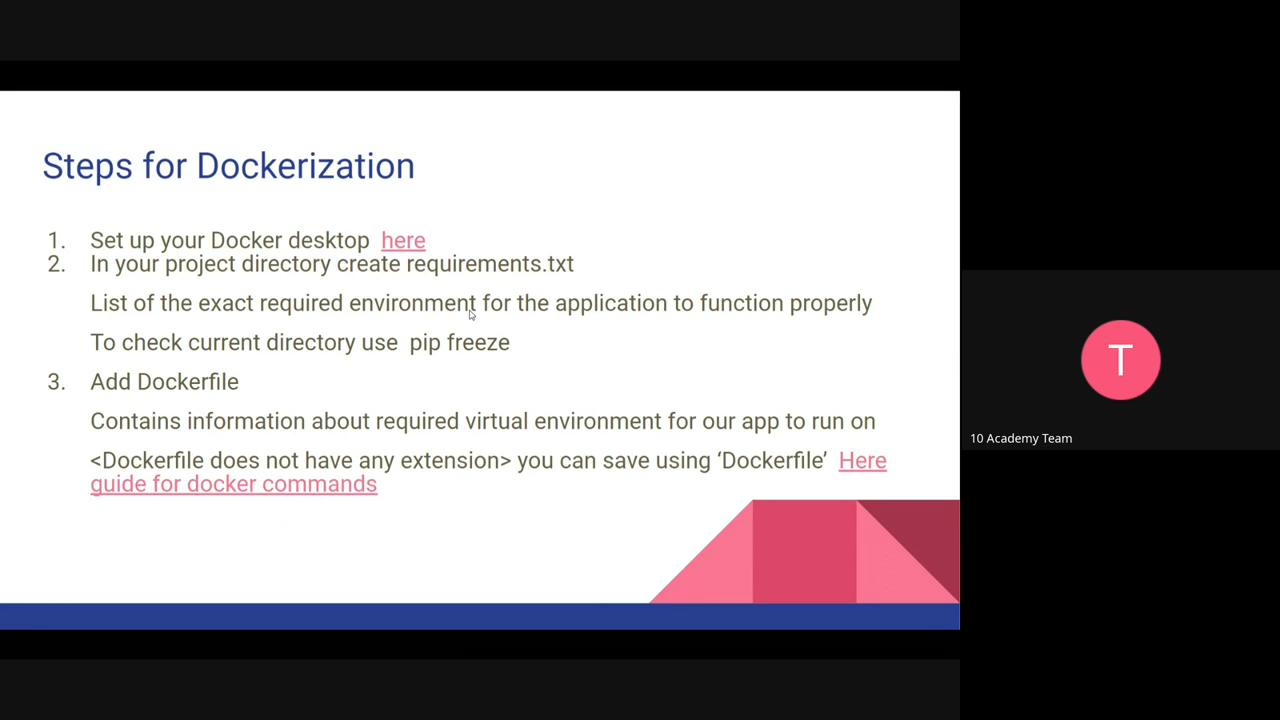 Steps for Dockerization
1. Set up your Docker desktop here
2. In your project directory create requirements.txt
List of the exact required environment for the application to function properly
To check current directory use pip freeze
3. Add Dockerfile
Contains information about required virtual environment for our app to run on
<Dockerfile does not have any extension> you can save using ‘Dockerfile’ Here
guide for docker commands
T
10 Academy Team